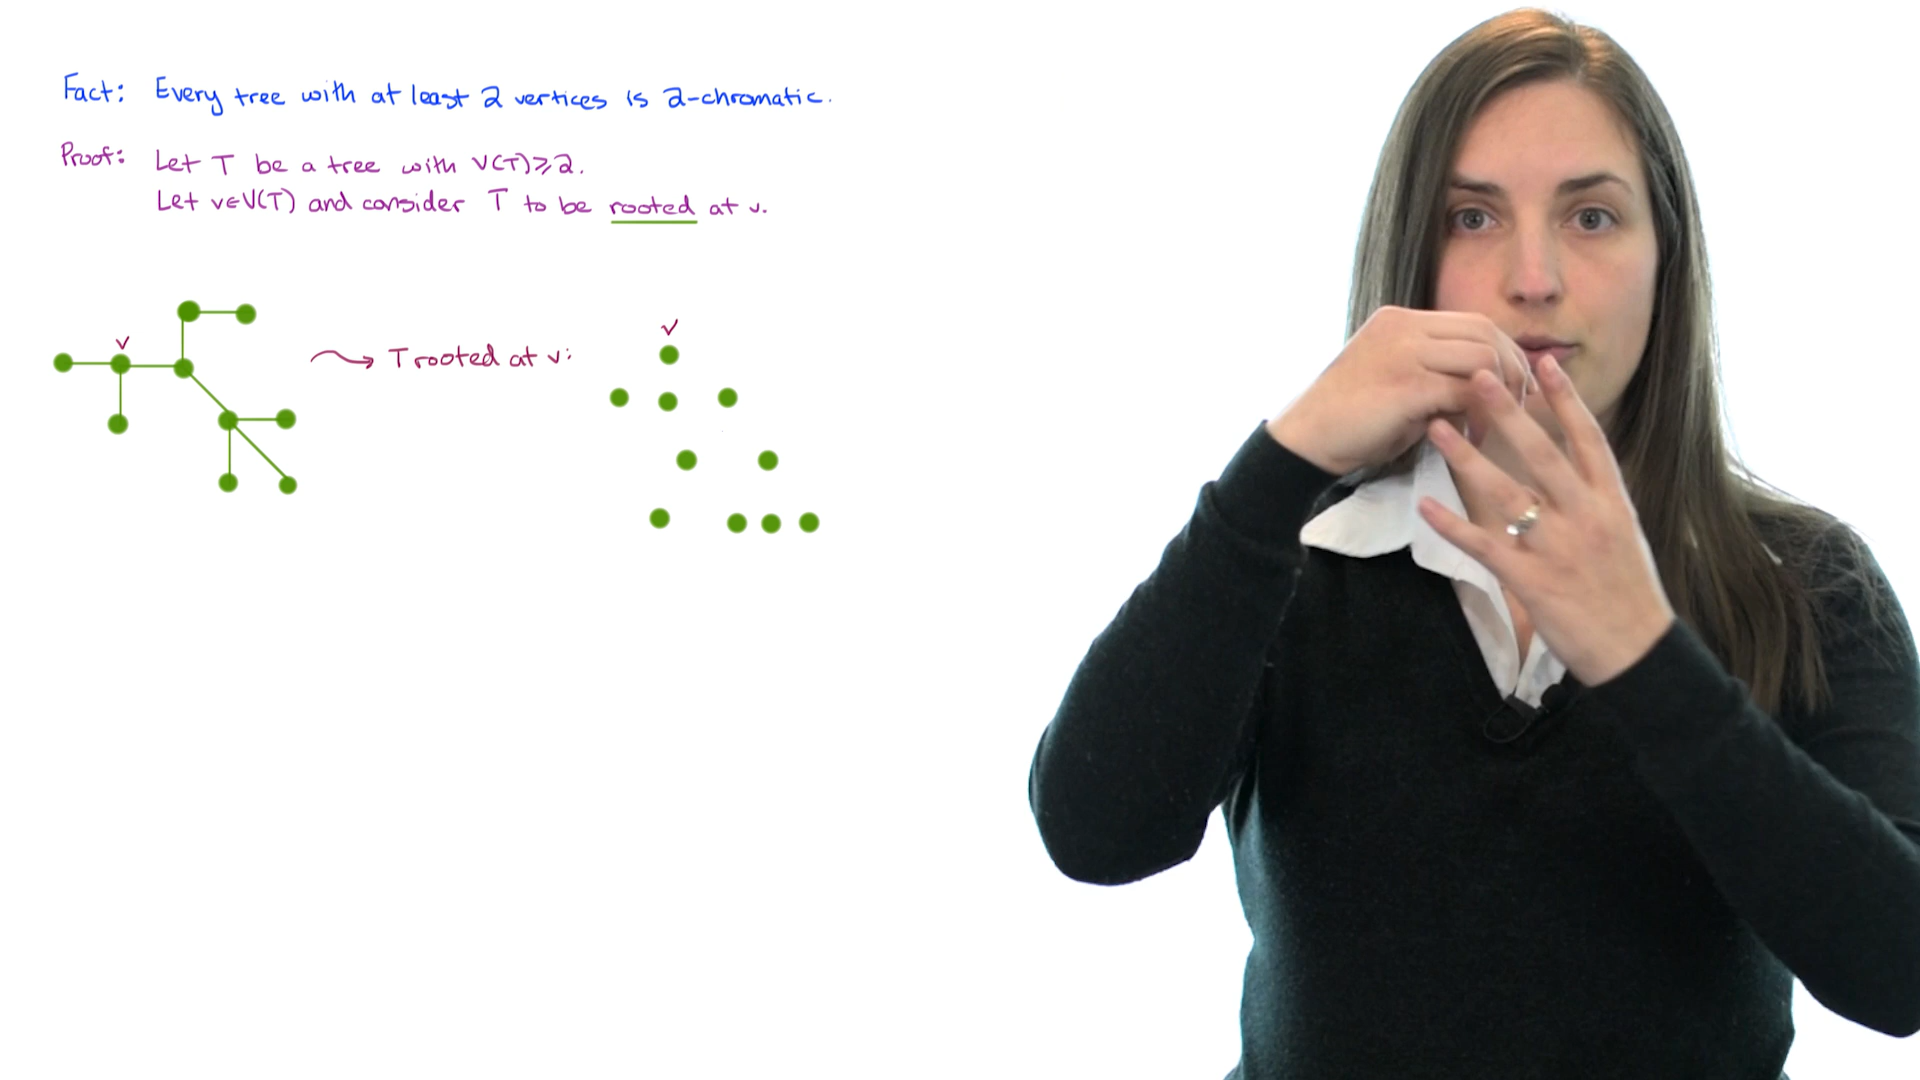 Fact: Every tree with at least 2 vertices is 2-chromatic.
Proof: Let T be a tree with V(T)≥2.
Let v∈V(T) and consider T to be rooted at v.
v
T rooted at v:
v